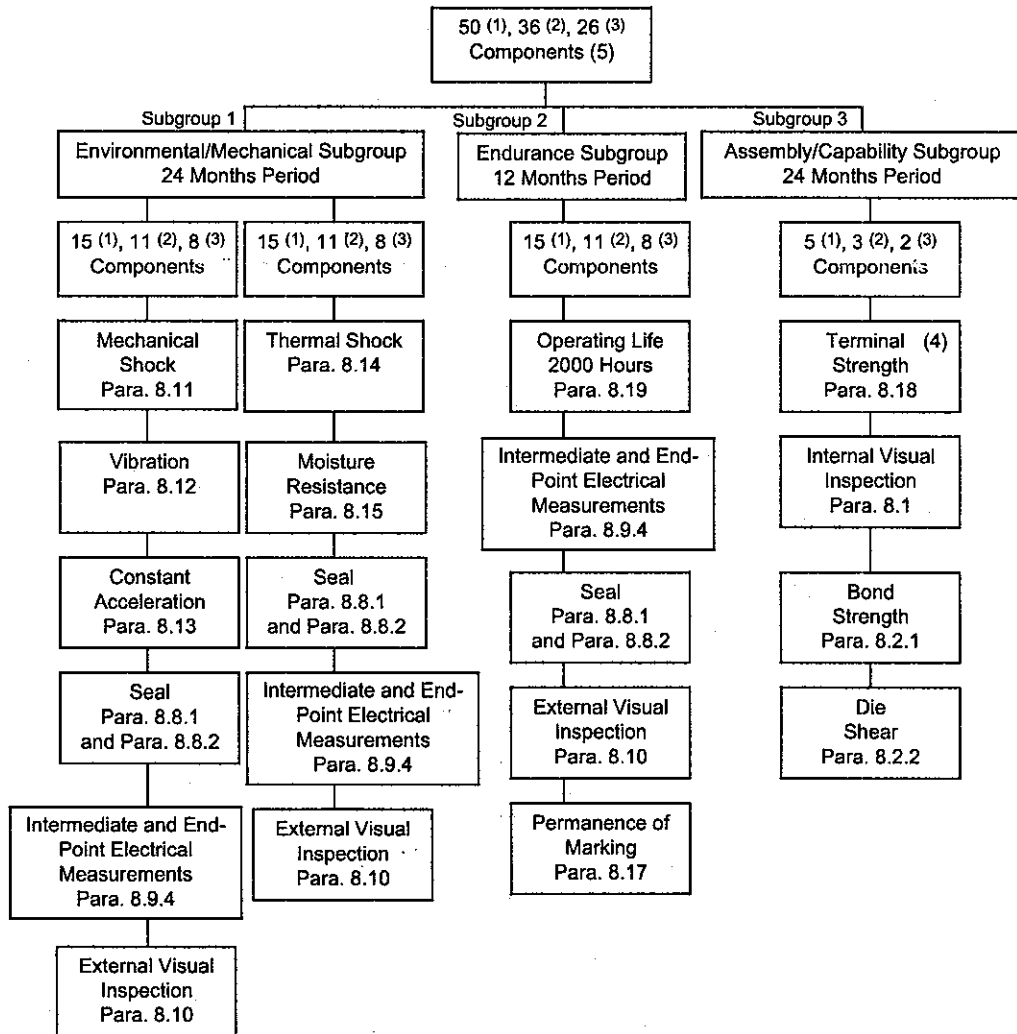 50 (1), 36 (2), 26 (3)
Components (5)
Subgroup 1
Environmental/Mechanical Subgroup
24 Months Period
15 (1), 11 (2), 8 (3)
Components
Mechanical
Shock
Para. 8.11
Vibration
Para. 8.12
Constant
Acceleration
Para. 8.13
Seal
Para. 8.8.1
and Para. 8.8.2
Intermediate and End-
Point Electrical
Measurements
Para. 8.9.4
External Visual
Inspection
Para. 8.10
15 (1), 11 (2), 8 (3)
Components
Thermal Shock
Para. 8.14
Moisture
Resistance
Para. 8.15
Seal
Para. 8.8.1
and Para. 8.8.2
Intermediate and End-
Point Electrical
Measurements
Para. 8.9.4
External Visual
Inspection
Para. 8.10
Subgroup 2
Endurance Subgroup
12 Months Period
15 (1), 11 (2), 8 (3)
Components
Operating Life
2000 Hours
Para. 8.19
Intermediate and End-
Point Electrical
Measurements
Para. 8.9.4
Seal
Para. 8.8.1
and Para. 8.8.2
External Visual
Inspection
Para. 8.10
Permanence of
Marking
Para. 8.17
Subgroup 3
Assembly/Capability Subgroup
24 Months Period
5 (1), 3 (2), 2 (3)
Components
Terminal (4)
Strength
Para. 8.18
Internal Visual
Inspection
Para. 8.1
Bond
Strength
Para. 8.2.1
Die
Shear
Para. 8.2.2